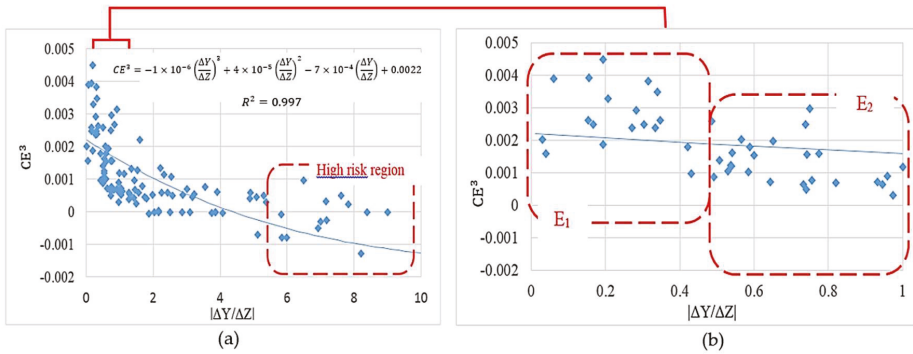 0.005
0.004
0.003
0.002
0.001
0
-0.001
-0.002
CE³
CE³ = −1 × 10⁻⁶ (ΔY/ΔZ)³ + 4 × 10⁻⁵ (ΔY/ΔZ)² − 7 × 10⁻⁴ (ΔY/ΔZ) + 0.0022
R² = 0.997
High risk region
0 2 4 6 8 10
|ΔY/ΔZ|
(a)
0.005
0.004
0.003
0.002
0.001
0
-0.001
-0.002
CE³
E₁
E₂
0 0.2 0.4 0.6 0.8 1
|ΔY/ΔZ|
(b)